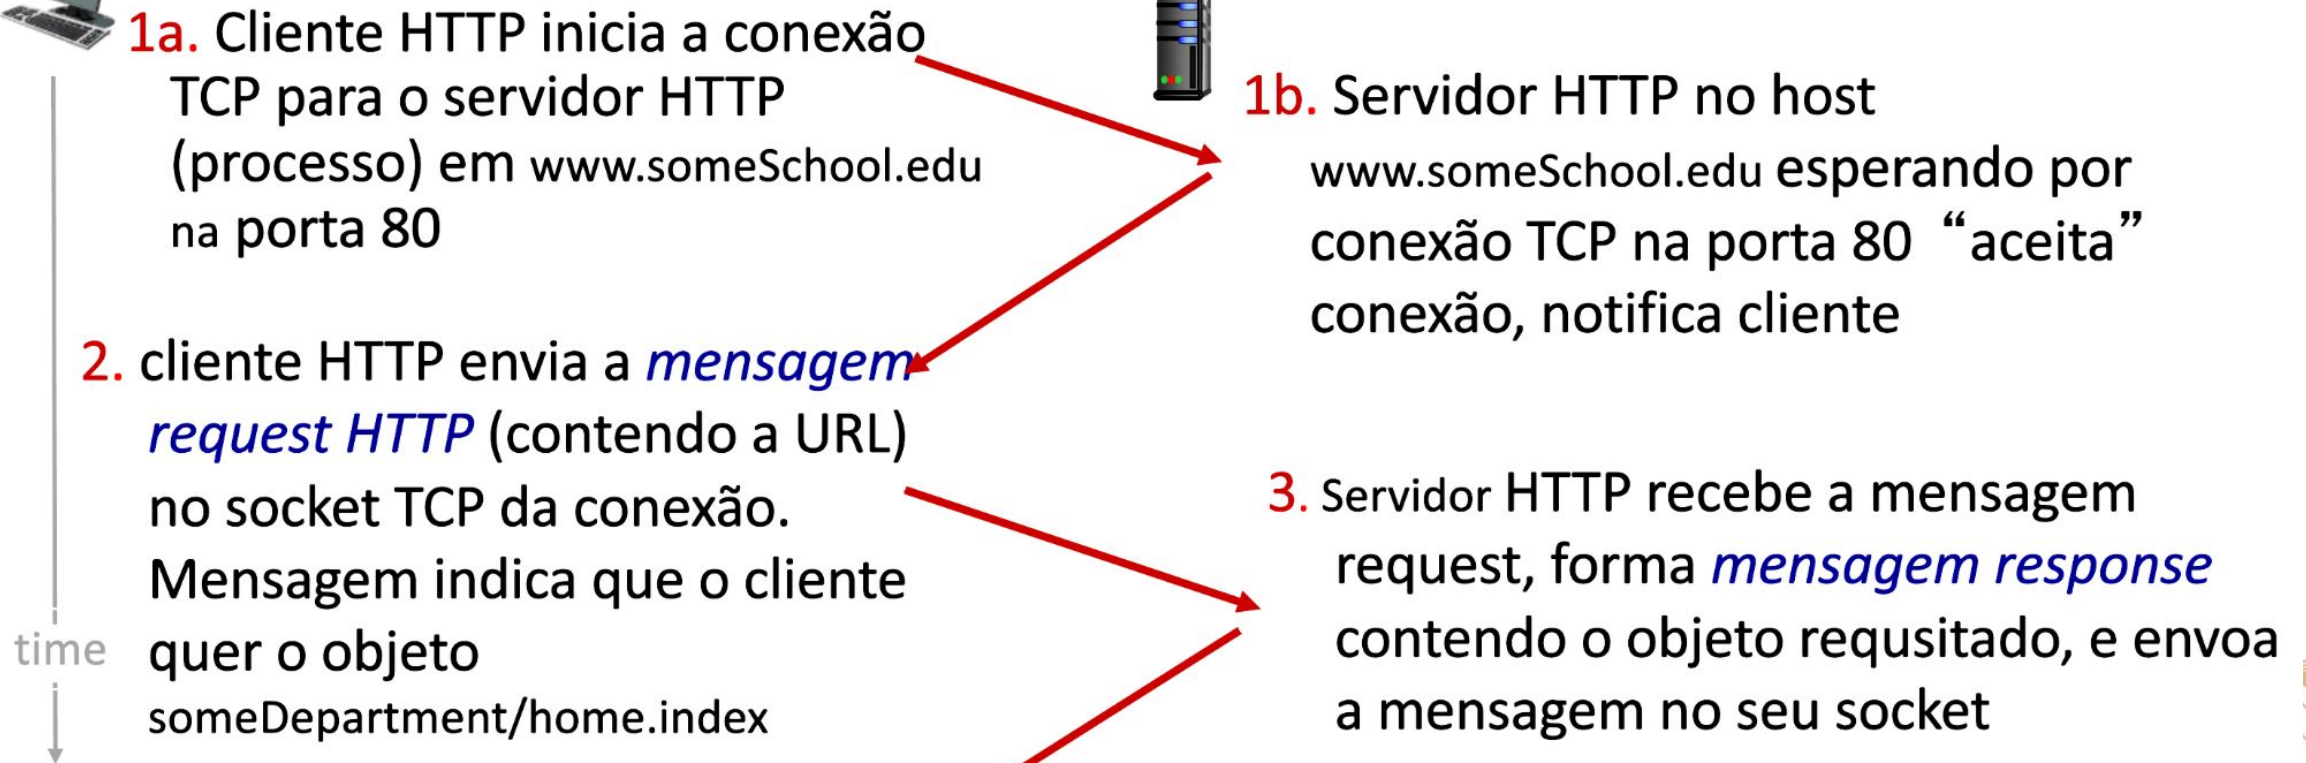 1a. Cliente HTTP inicia a conexão
TCP para o servidor HTTP
(processo) em www.someSchool.edu
na porta 80
1b. Servidor HTTP no host
www.someSchool.edu esperando por
conexão TCP na porta 80 “aceita”
conexão, notifica cliente
2. cliente HTTP envia a mensagem
request HTTP (contendo a URL)
no socket TCP da conexão.
Mensagem indica que o cliente
quer o objeto
someDepartment/home.index
3. Servidor HTTP recebe a mensagem
request, forma mensagem response
contendo o objeto requsitado, e envoa
a mensagem no seu socket
time